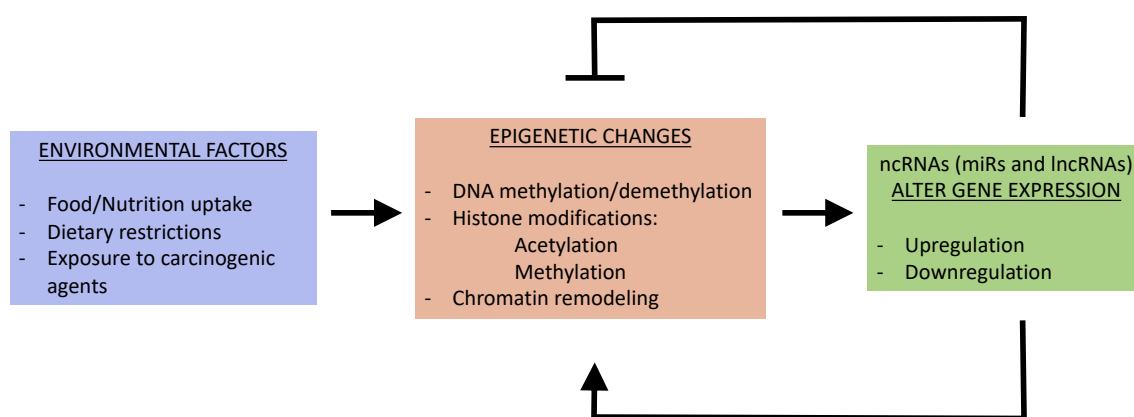 ENVIRONMENTAL FACTORS
- Food/Nutrition uptake
- Dietary restrictions
- Exposure to carcinogenic
agents
EPIGENETIC CHANGES
- DNA methylation/demethylation
- Histone modifications:
Acetylation
Methylation
- Chromatin remodeling
ncRNAs (miRs and lncRNAs)
ALTER GENE EXPRESSION
- Upregulation
- Downregulation